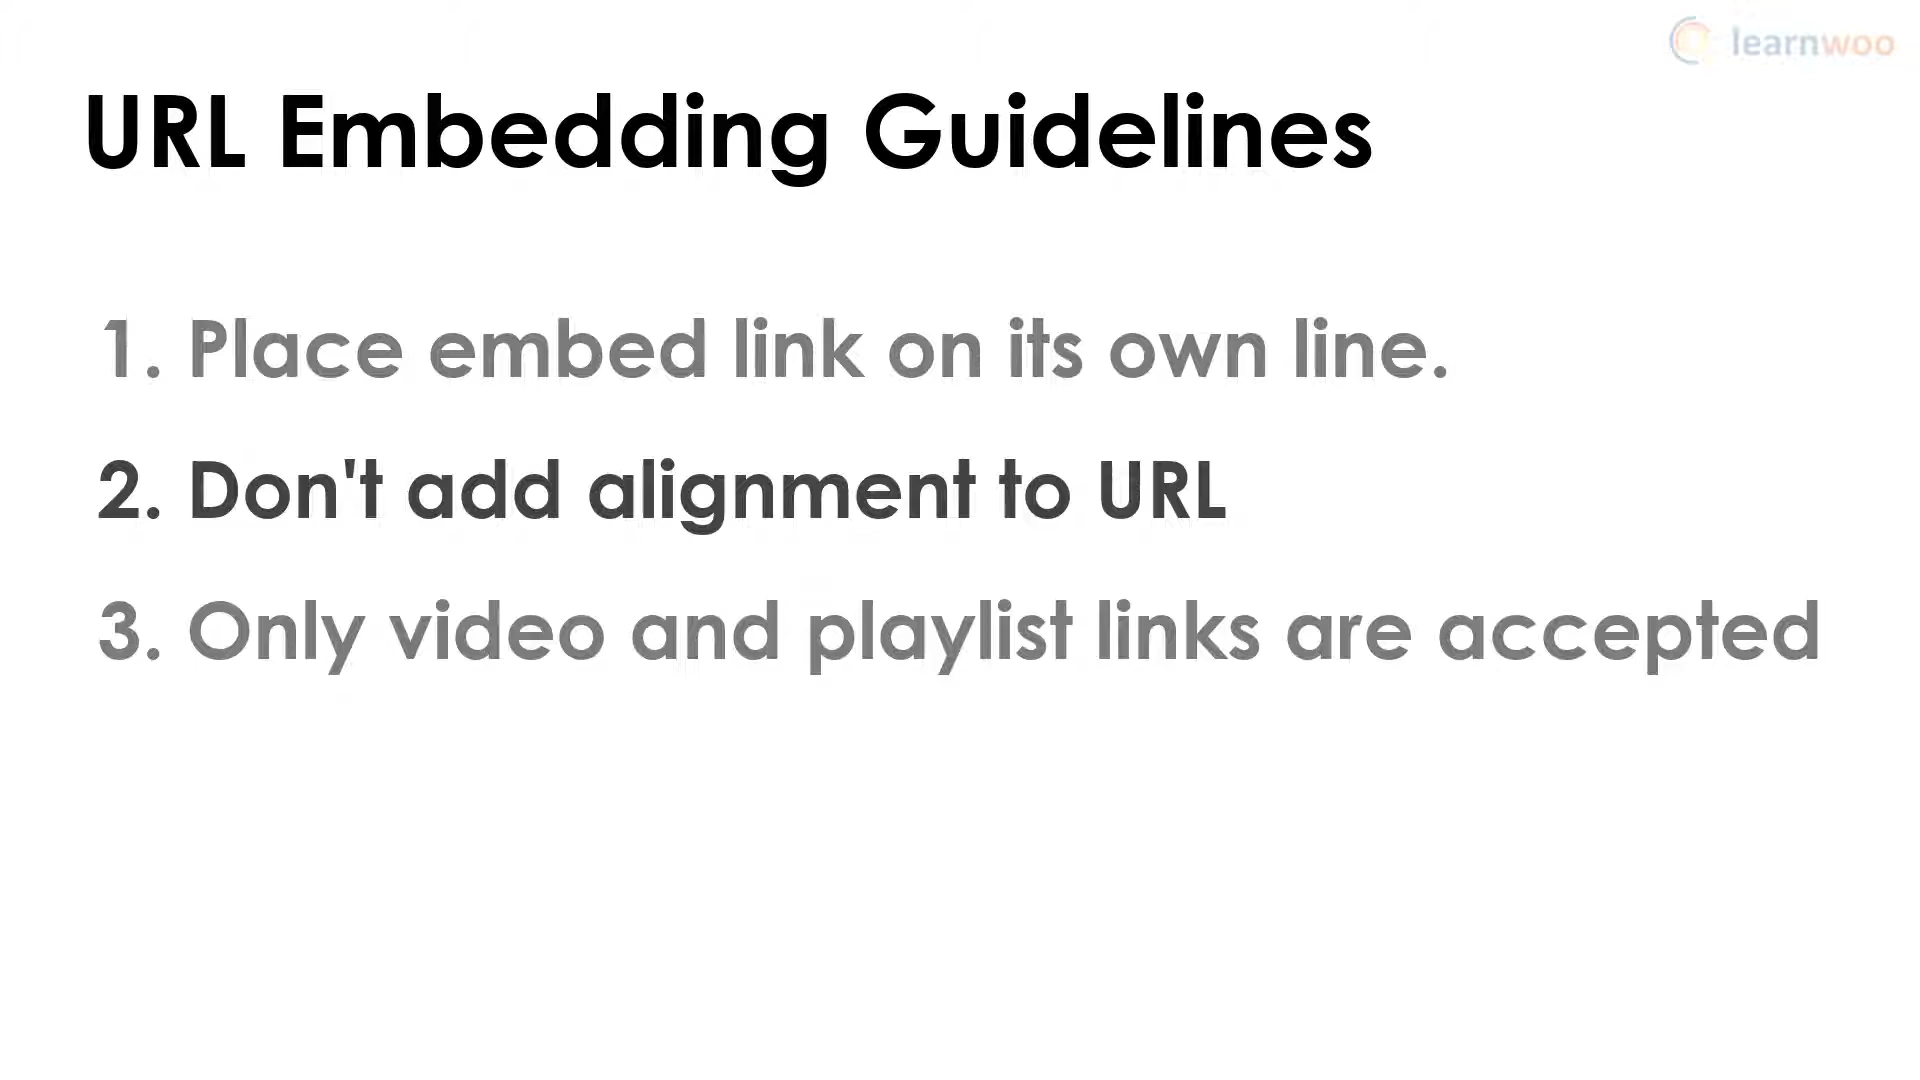 learnwoo
URL Embedding Guidelines
1. Place embed link on its own line.
2. Don't add alignment to URL
3. Only video and playlist links are accepted